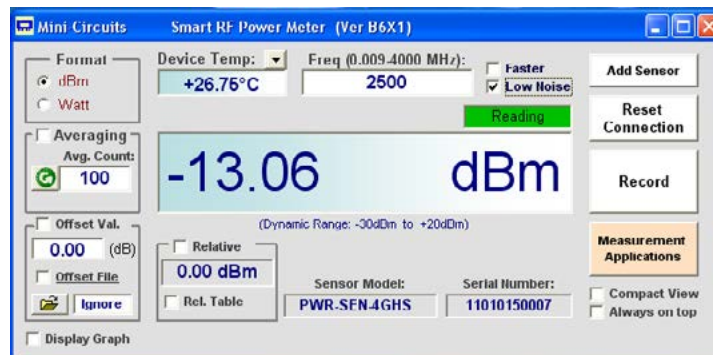 Mini Circuits Smart RF Power Meter (Ver B6X1)
Format
dBm
Watt
Device Temp:
+26.75°C
Freq (0.009-4000 MHz):
2500
Faster
Low Noise
Reading
Add Sensor
Reset
Connection
Record
Measurement
Applications
Compact View
Always on top
Averaging
Avg. Count:
100
-13.06 dBm
(Dynamic Range: -30dBm to +20dBm)
Offset Val.
0.00 (dB)
Offset File
Ignore
Display Graph
Relative
0.00 dBm
Rel. Table
Sensor Model:
PWR-SEN-4GHS
Serial Number:
11010150007